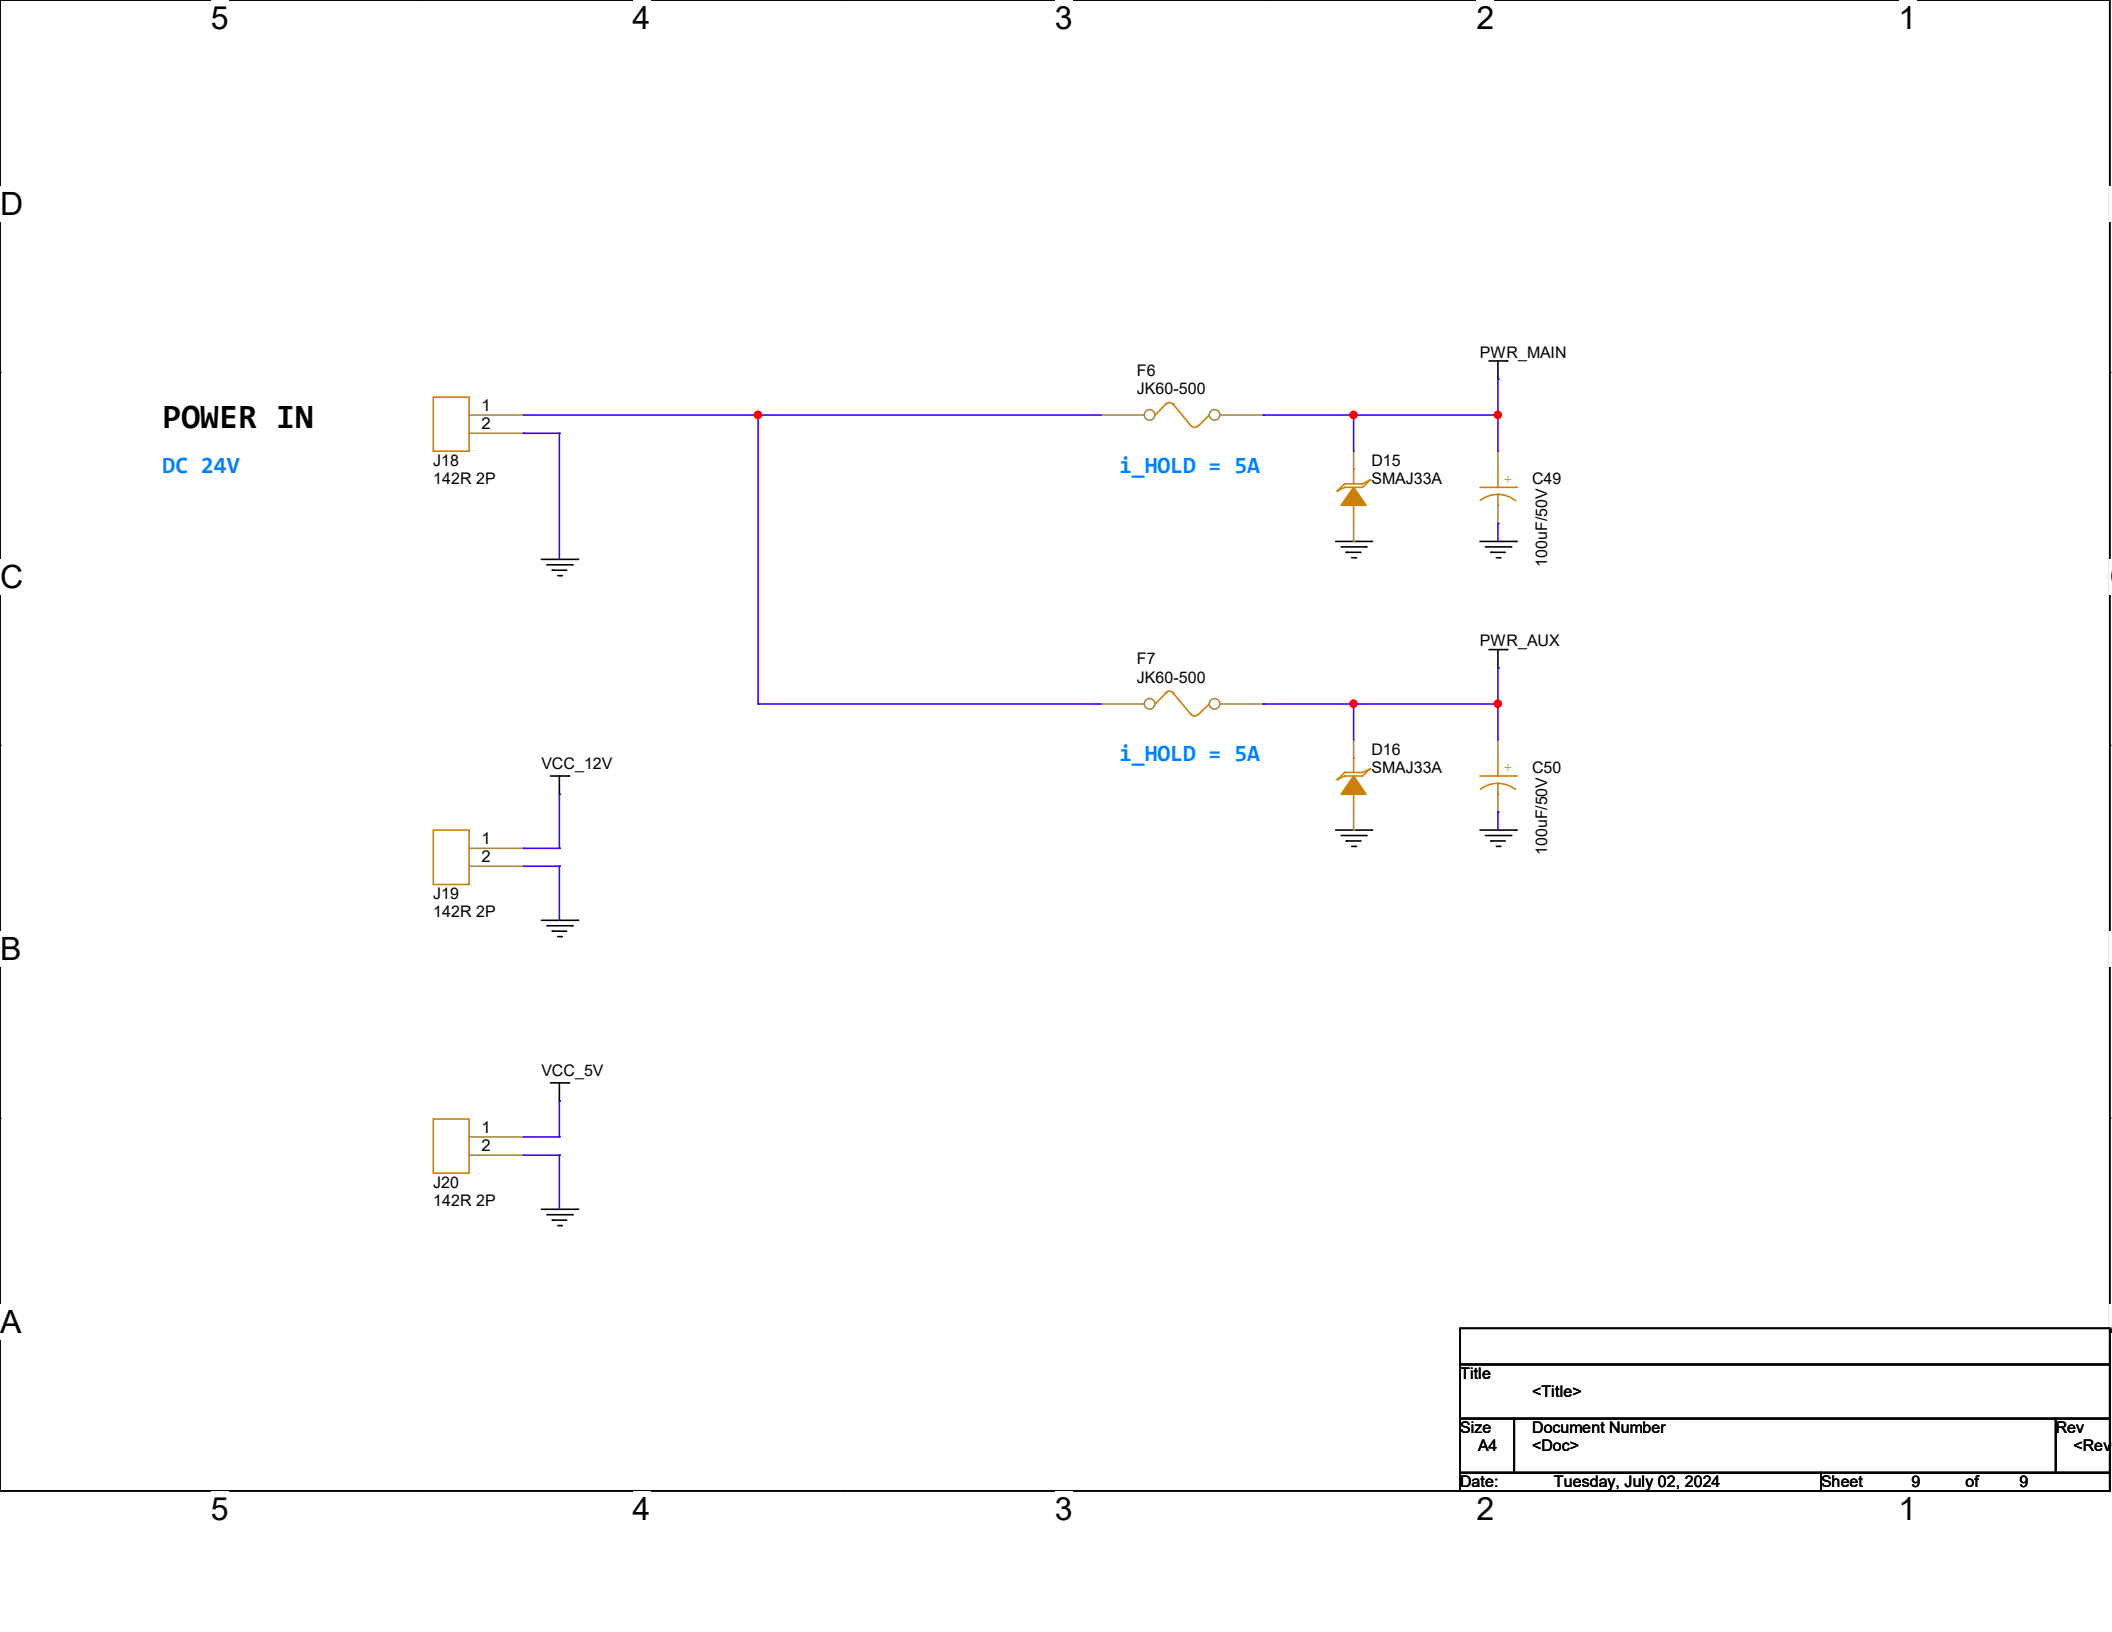 5 4 3 2 1
D
PWR_MAIN
F6
JK60-500
POWER IN
1
2
DC 24V
J18
142R 2P
i_HOLD = 5A
D15
SMAJ33A
+
C49
100uF/50V
C
PWR_AUX
F7
JK60-500
i_HOLD = 5A
D16
SMAJ33A
+
C50
100uF/50V
VCC_12V
1
2
J19
142R 2P
B
VCC_5V
1
2
J20
142R 2P
A
Title
<Title>
Size
A4
Document Number
<Doc>
Rev
<Rev
Date: Tuesday, July 02, 2024 Sheet 9 of 9
5 4 3 2 1